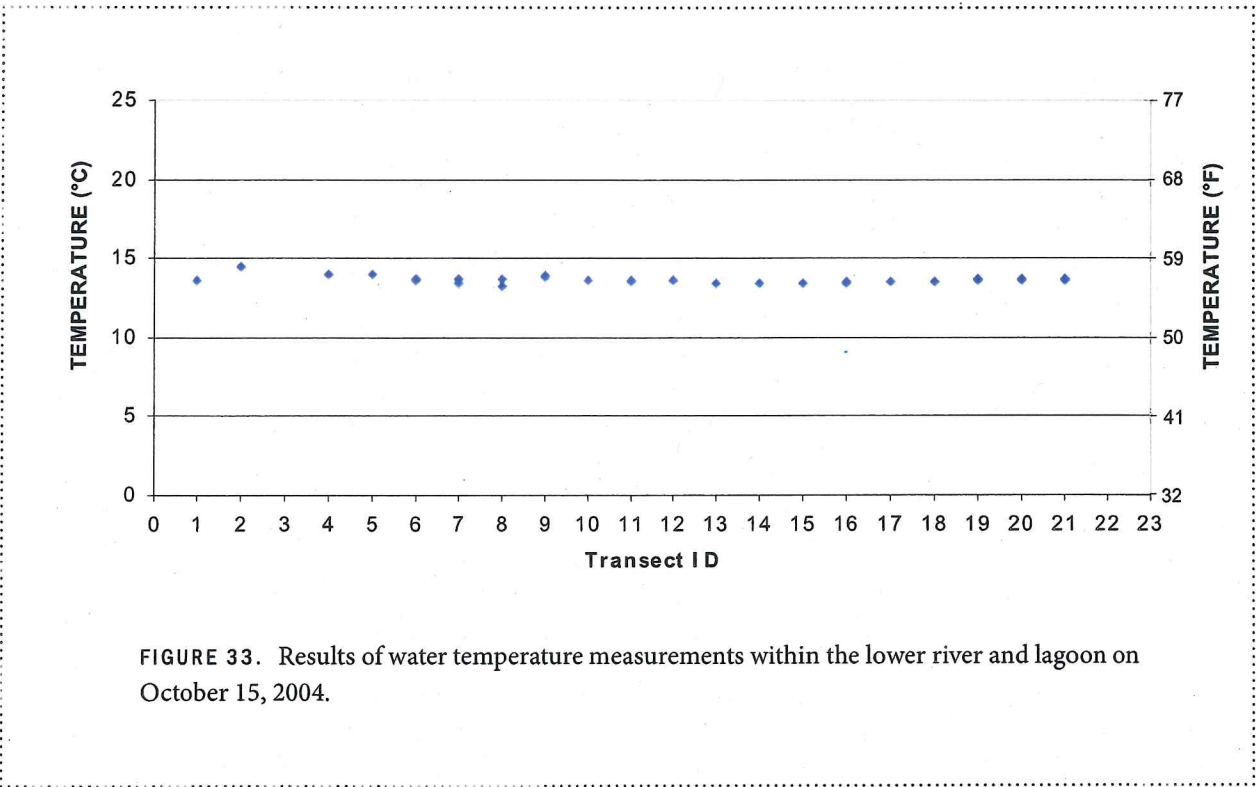 25
20
15
10
5
0
TEMPERATURE (°C)
77
68
59
50
41
32
TEMPERATURE (°F)
0 1 2 3 4 5 6 7 8 9 10 11 12 13 14 15 16 17 18 19 20 21 22 23
Transect ID
FIGURE 33. Results of water temperature measurements within the lower river and lagoon on
October 15, 2004.